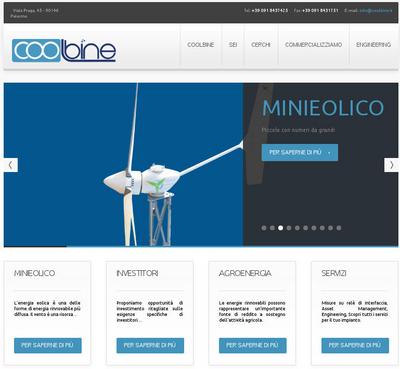 Viale Praga, 45 - 90146
Palermo
Tel: +39 091 8437425
Fax: +39 091 8431751
E-mail: info@coolbine.it
coolbine
COOLBINE
SEI
CERCHI
COMMERCIALIZZIAMO
ENGINEERING
MINIEOLICO
Piccole con numeri da grandi
PER SAPERNE DI PIÙ
MINIEOLICO
L'energia eolica è una delle
forme di energia rinnovabile più
diffusa. Il vento è una risorsa ...
PER SAPERNE DI PIÙ
INVESTITORI
Proponiamo opportunità di
investimento ritagliate sulle
esigenze specifiche di
investitori ...
PER SAPERNE DI PIÙ
AGROENERGIA
Le energie rinnovabili possono
rappresentare un'importante
fonte di reddito a sostegno
dell'attività agricola.
PER SAPERNE DI PIÙ
SERVIZI
Misure su relè di interfaccia,
Asset Management,
Engineering. Scopri tutti i servizi
per il tuo impianto.
PER SAPERNE DI PIÙ